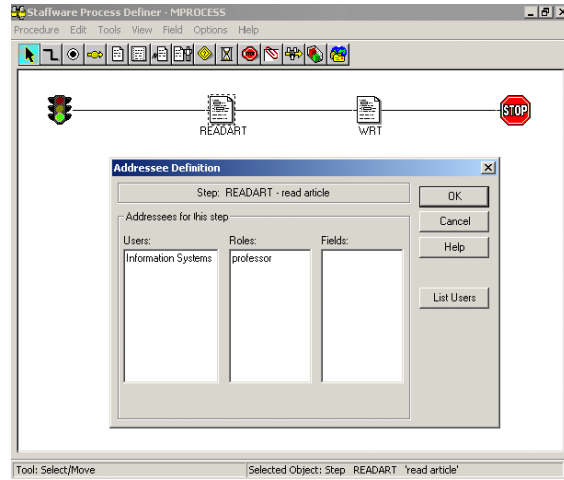 Staffware Process Definer - MPROCESS
Procedure Edit Tools View Field Options Help
STOP
READART
WRT
Addressee Definition
Step: READART - read article
OK
Addressees for this step
Cancel
Users: Roles: Fields:
Help
Information Systems professor
List Users
Tool: Select/Move Selected Object: Step READART 'read article'